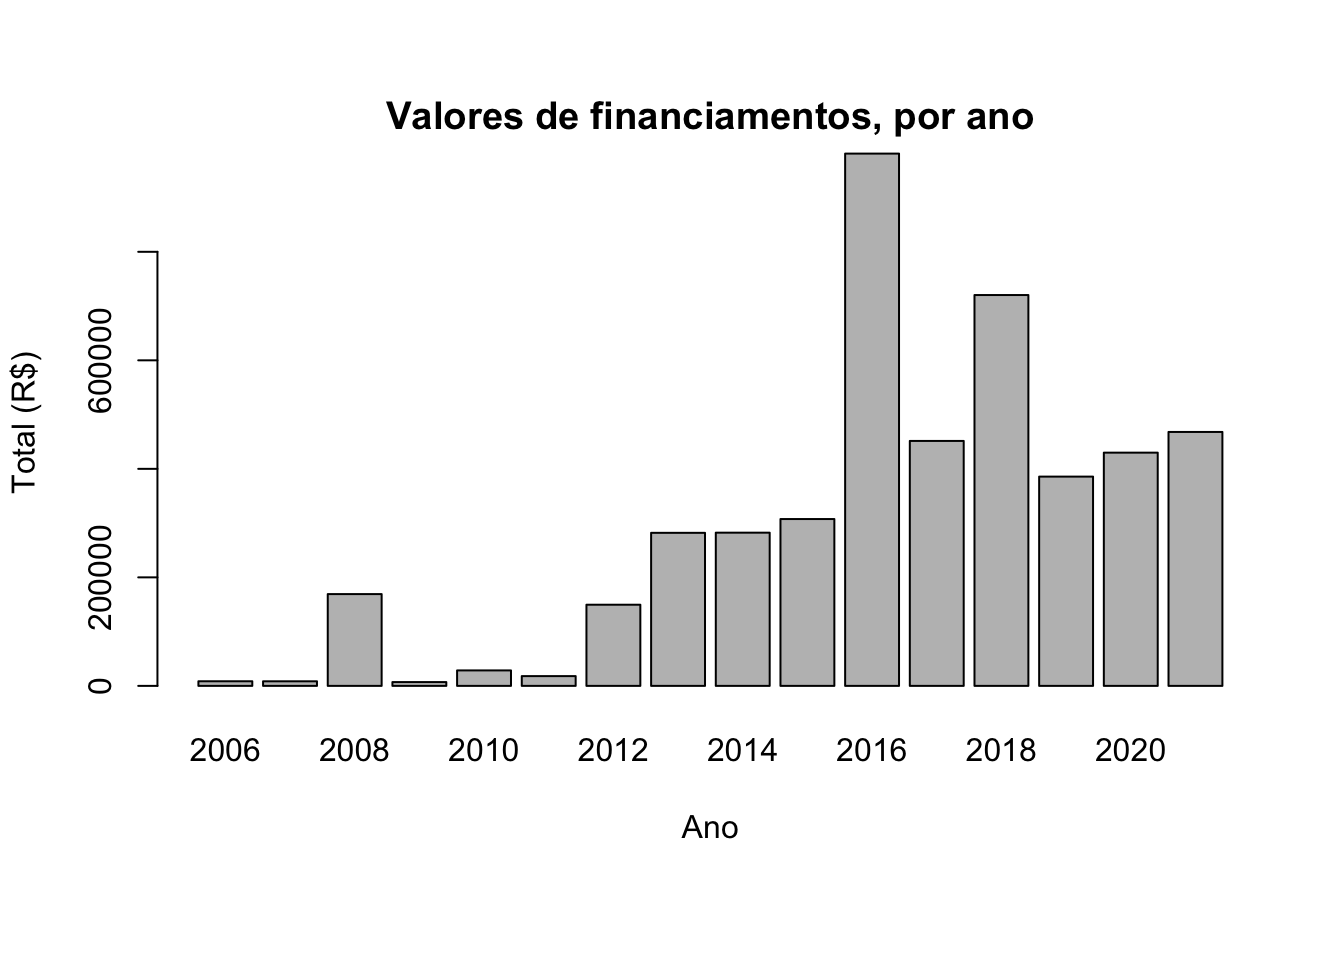 Valores de financiamentos, por ano
Total (R$)
600000
200000
0
2006 2008 2010 2012 2014 2016 2018 2020
Ano